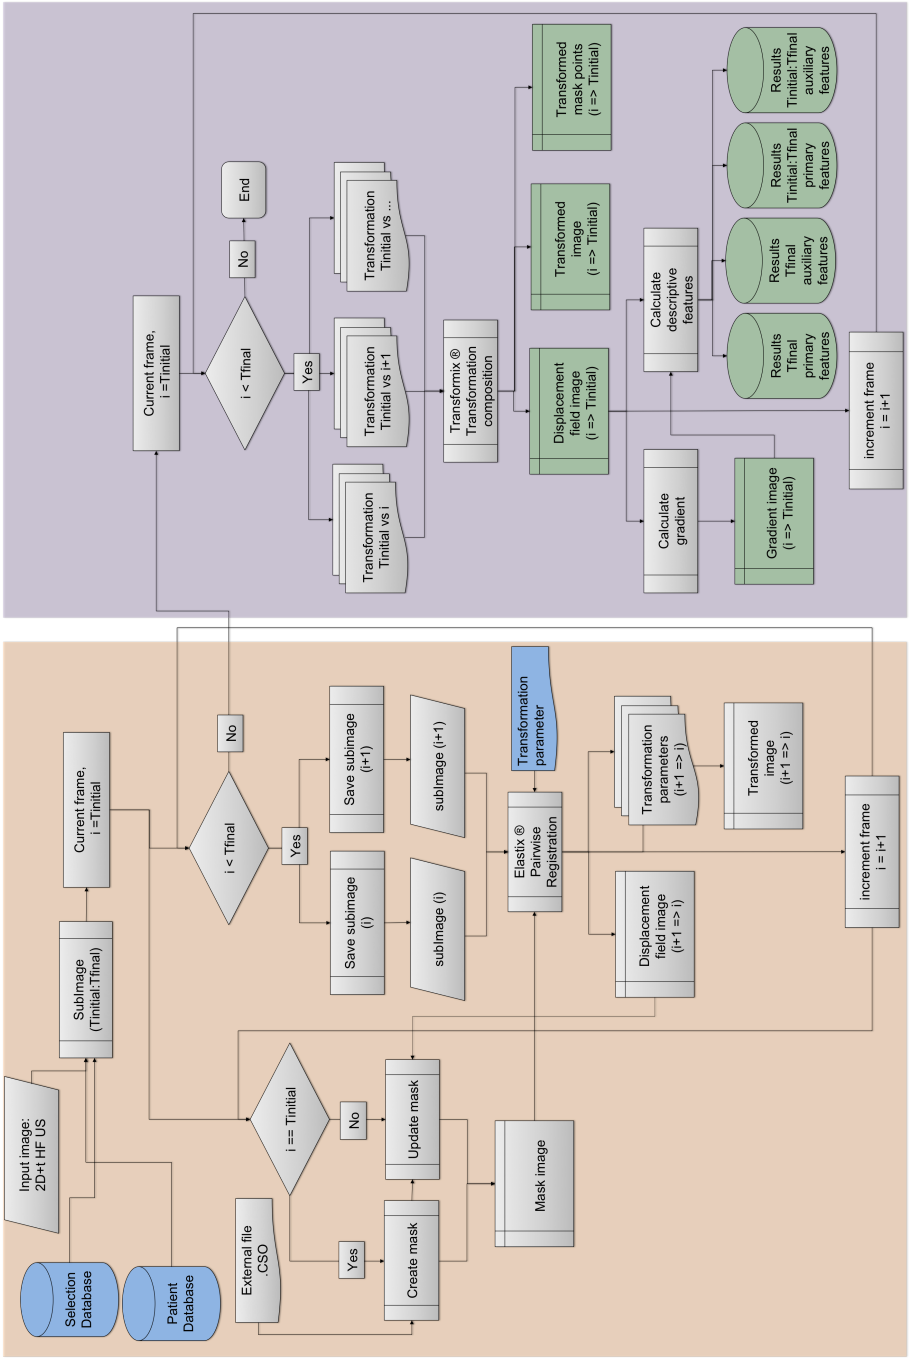 Input image:
2D+t HF US
Selection
Database
Patient
Database
SubImage
(Tinitial:Tfinal)
Current frame,
i =Tinitial
External file
.CSO
i == Tinitial
Yes
No
Create mask
Update mask
Mask image
i < Tfinal
No
Yes
Save subimage
(i)
Save subimage
(i+1)
subImage (i)
subImage (i+1)
Elastix ®
Pairwise
Registration
Transformation
parameter
Displacement
field image
(i+1 => i)
Transformation
parameters
(i+1 => i)
Transformed
image
(i+1 => i)
increment frame
i = i+1
Current frame,
i =Tinitial
i < Tfinal
No
End
Yes
Transformation
Tinitial vs i
Transformation
Tinitial vs i+1
Transformation
Tinitial vs ...
Transformix ®
Transformation
composition
Displacement
field image
(i => Tinitial)
Transformed
image
(i => Tinitial)
Transformed
mask points
(i => Tinitial)
Calculate
gradient
Calculate
descriptive
features
Gradient image
(i => Tinitial)
Results
Tfinal
primary
features
Results
Tfinal
auxiliary
features
Results
Tinitial:Tfinal
primary
features
Results
Tinitial:Tfinal
auxiliary
features
increment frame
i = i+1